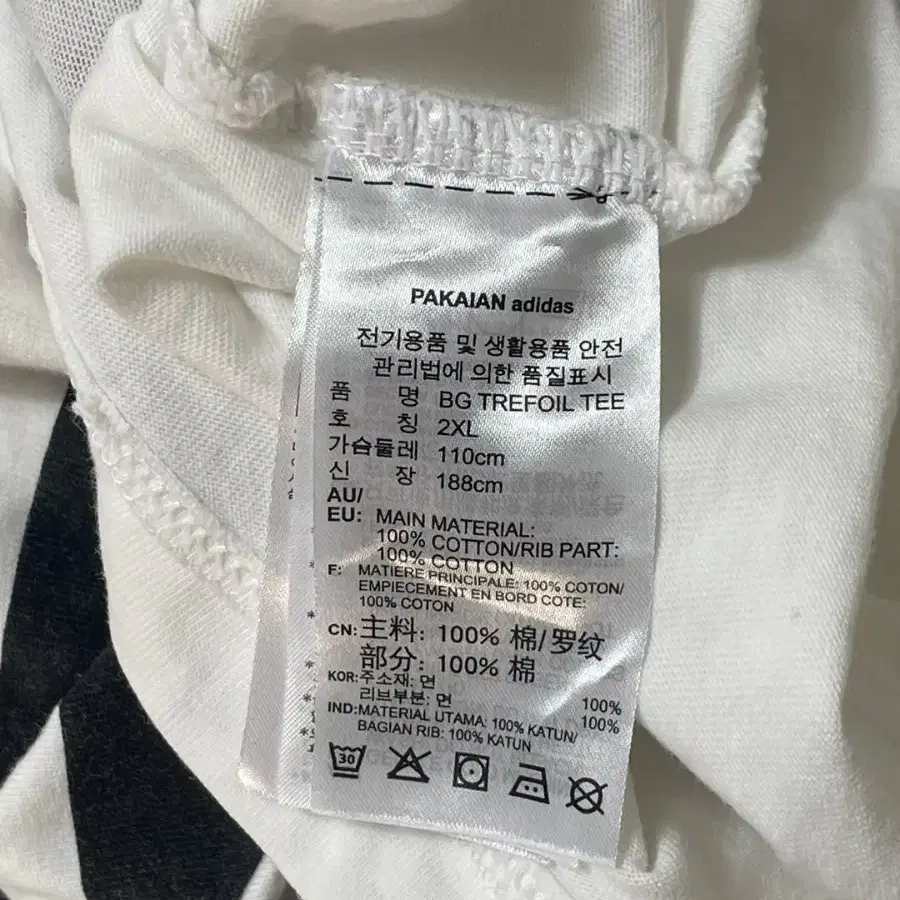 PAKAIAN adidas
전기용품 및 생활용품 안전
관리법에 의한 품질표시
품 명 BG TREFOIL TEE
호 칭 2XL
가슴둘레 110cm
신 장 188cm
AU/
EU: MAIN MATERIAL:
100% COTTON/RIB PART:
100% COTTON
F: MATIERE PRINCIPALE: 100% COTON/
EMPIECEMENT EN BORD COTE:
100% COTON
CN: 主料: 100% 棉/罗纹
部分: 100% 棉
KOR: 주소재: 면 100%
리브부분: 면 100%
IND: MATERIAL UTAMA: 100% KATUN/
BAGIAN RIB: 100% KATUN
30